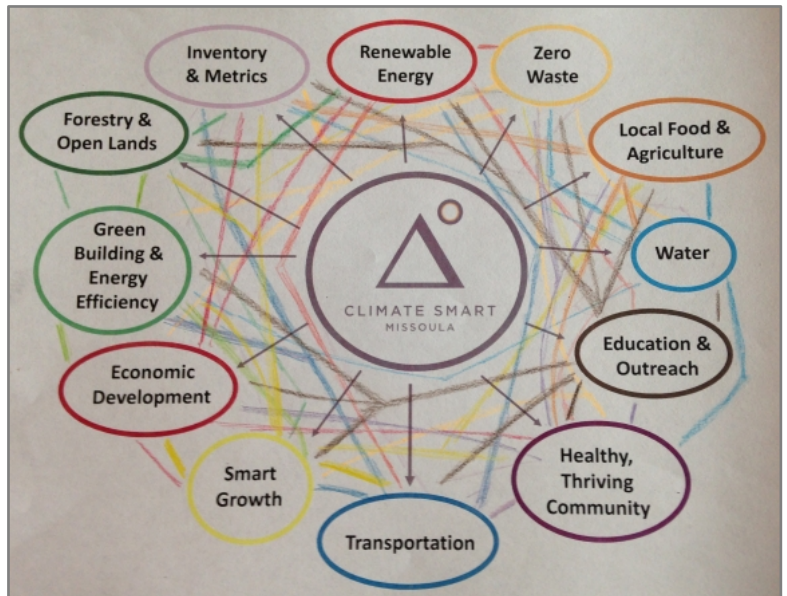 Inventory
& Metrics
Renewable
Energy
Zero
Waste
Forestry &
Open Lands
Local Food &
Agriculture
Green
Building &
Energy
Efficiency
Water
CLIMATE SMART
MISSOULA
Education &
Outreach
Economic
Development
Smart
Growth
Healthy,
Thriving
Community
Transportation